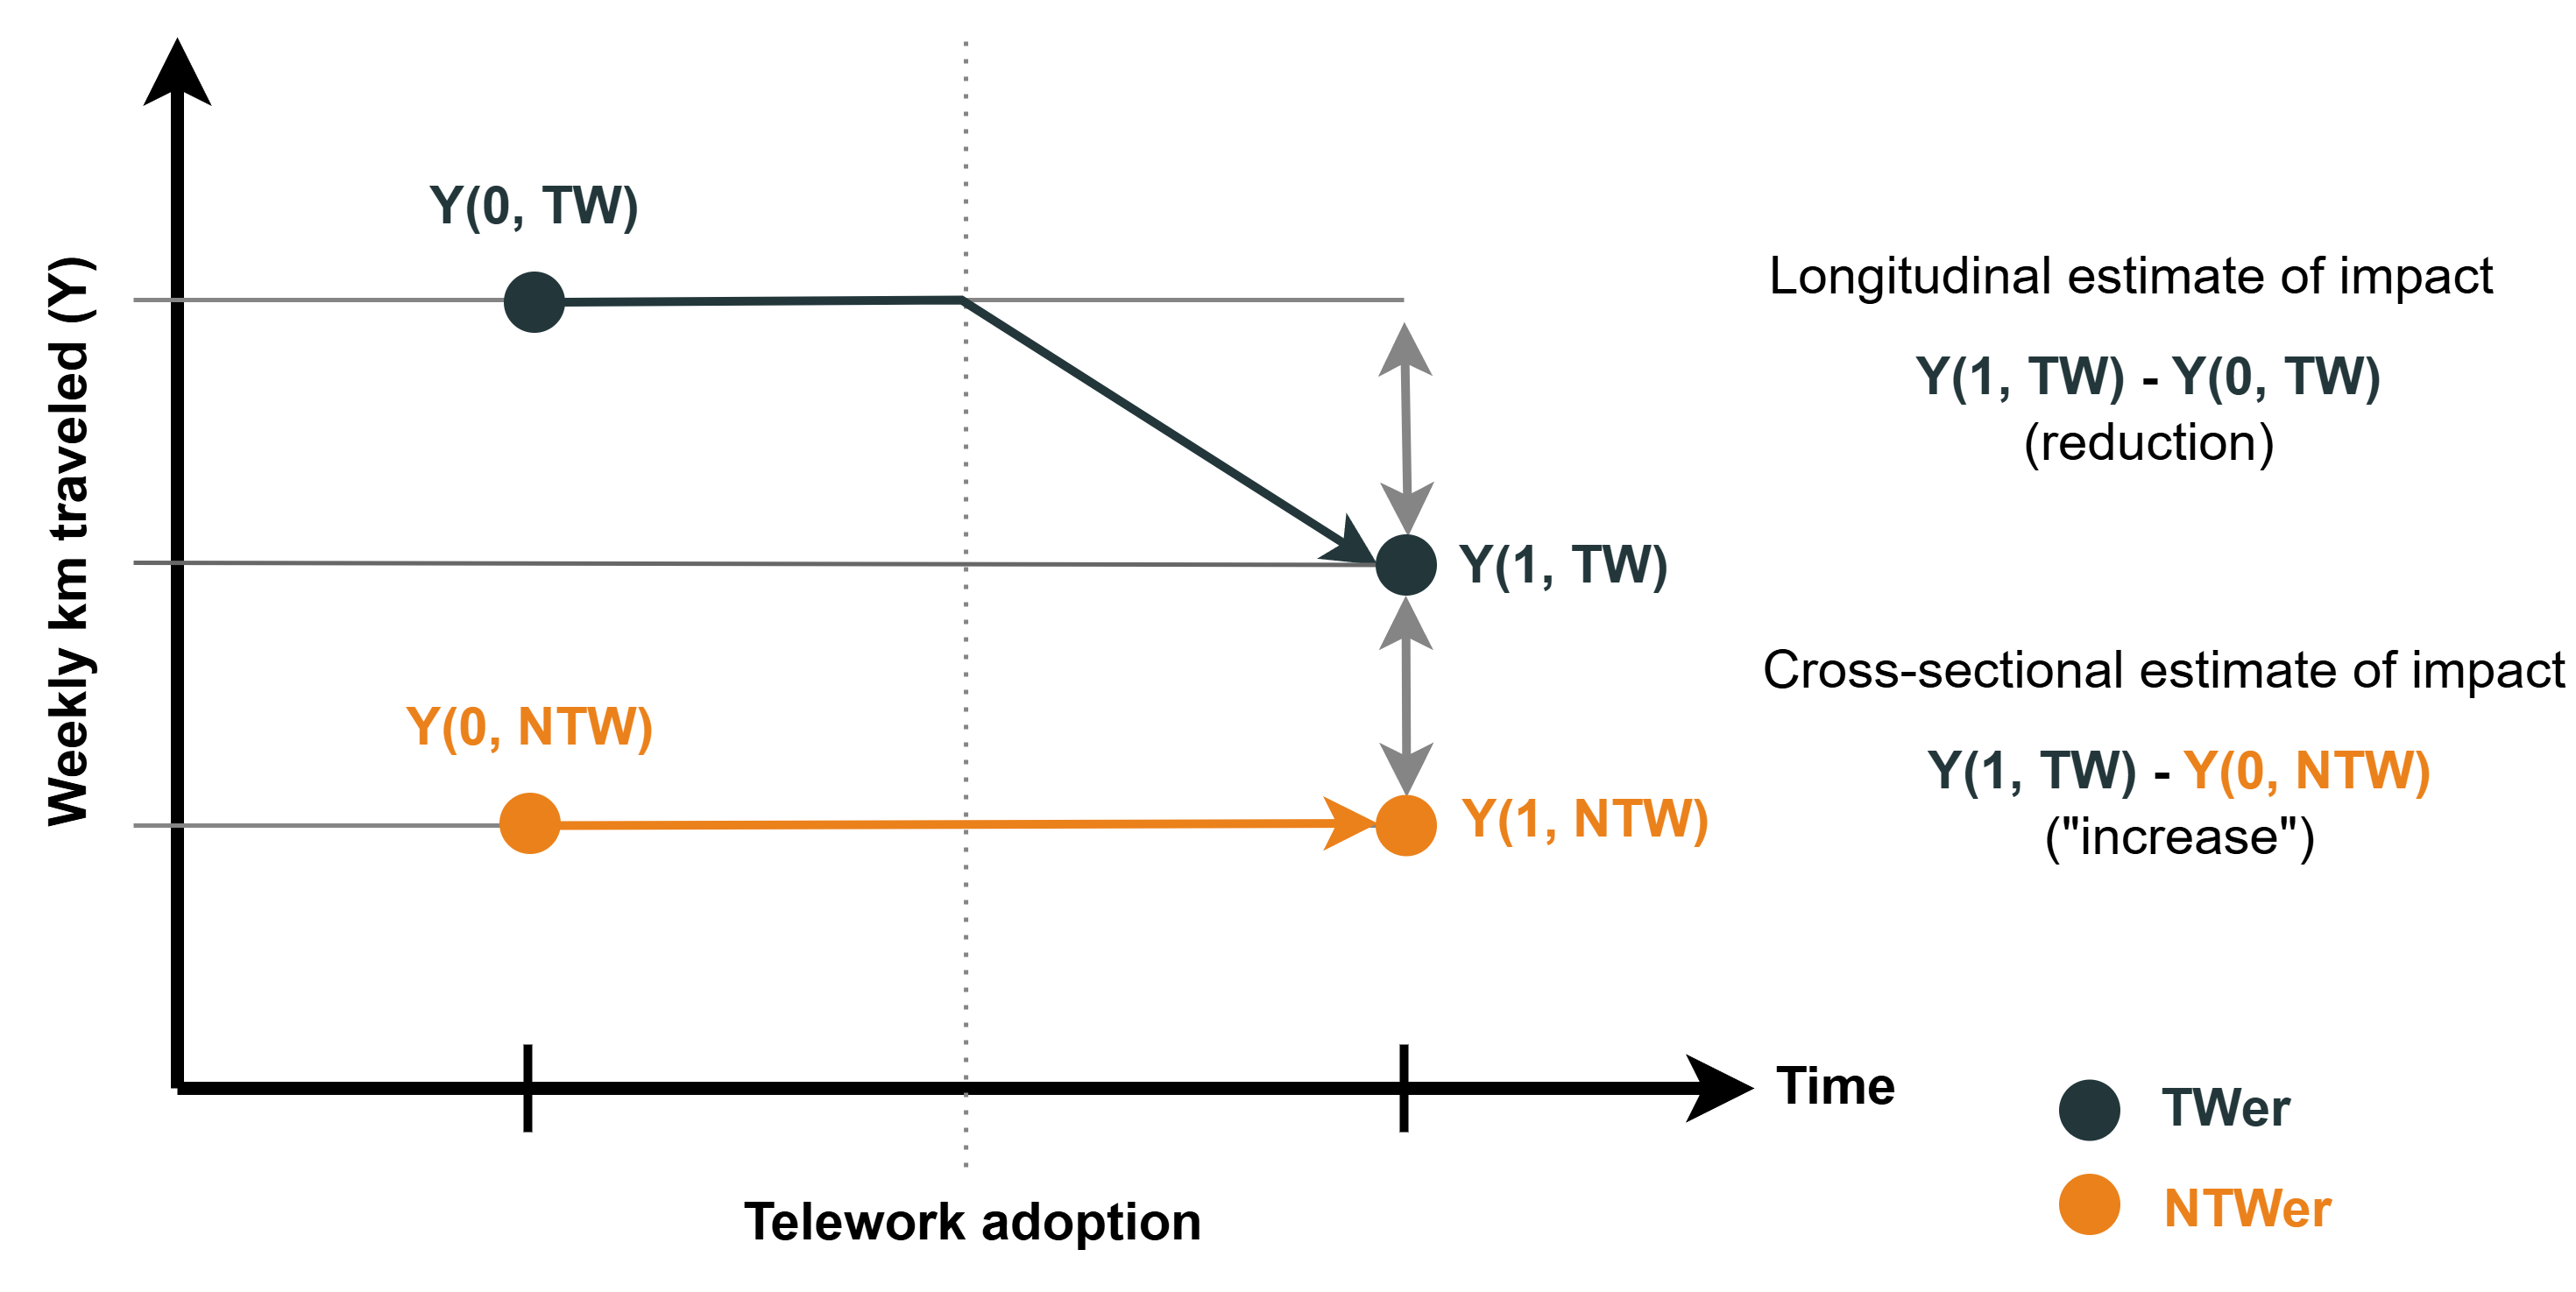 Weekly km traveled (Y)
Y(0, TW)
Longitudinal estimate of impact
Y(1, TW) - Y(0, TW)
(reduction)
Y(1, TW)
Cross-sectional estimate of impact
Y(0, NTW)
Y(1, TW) - Y(0, NTW)
("increase")
Y(1, NTW)
Time
TWer
NTWer
Telework adoption